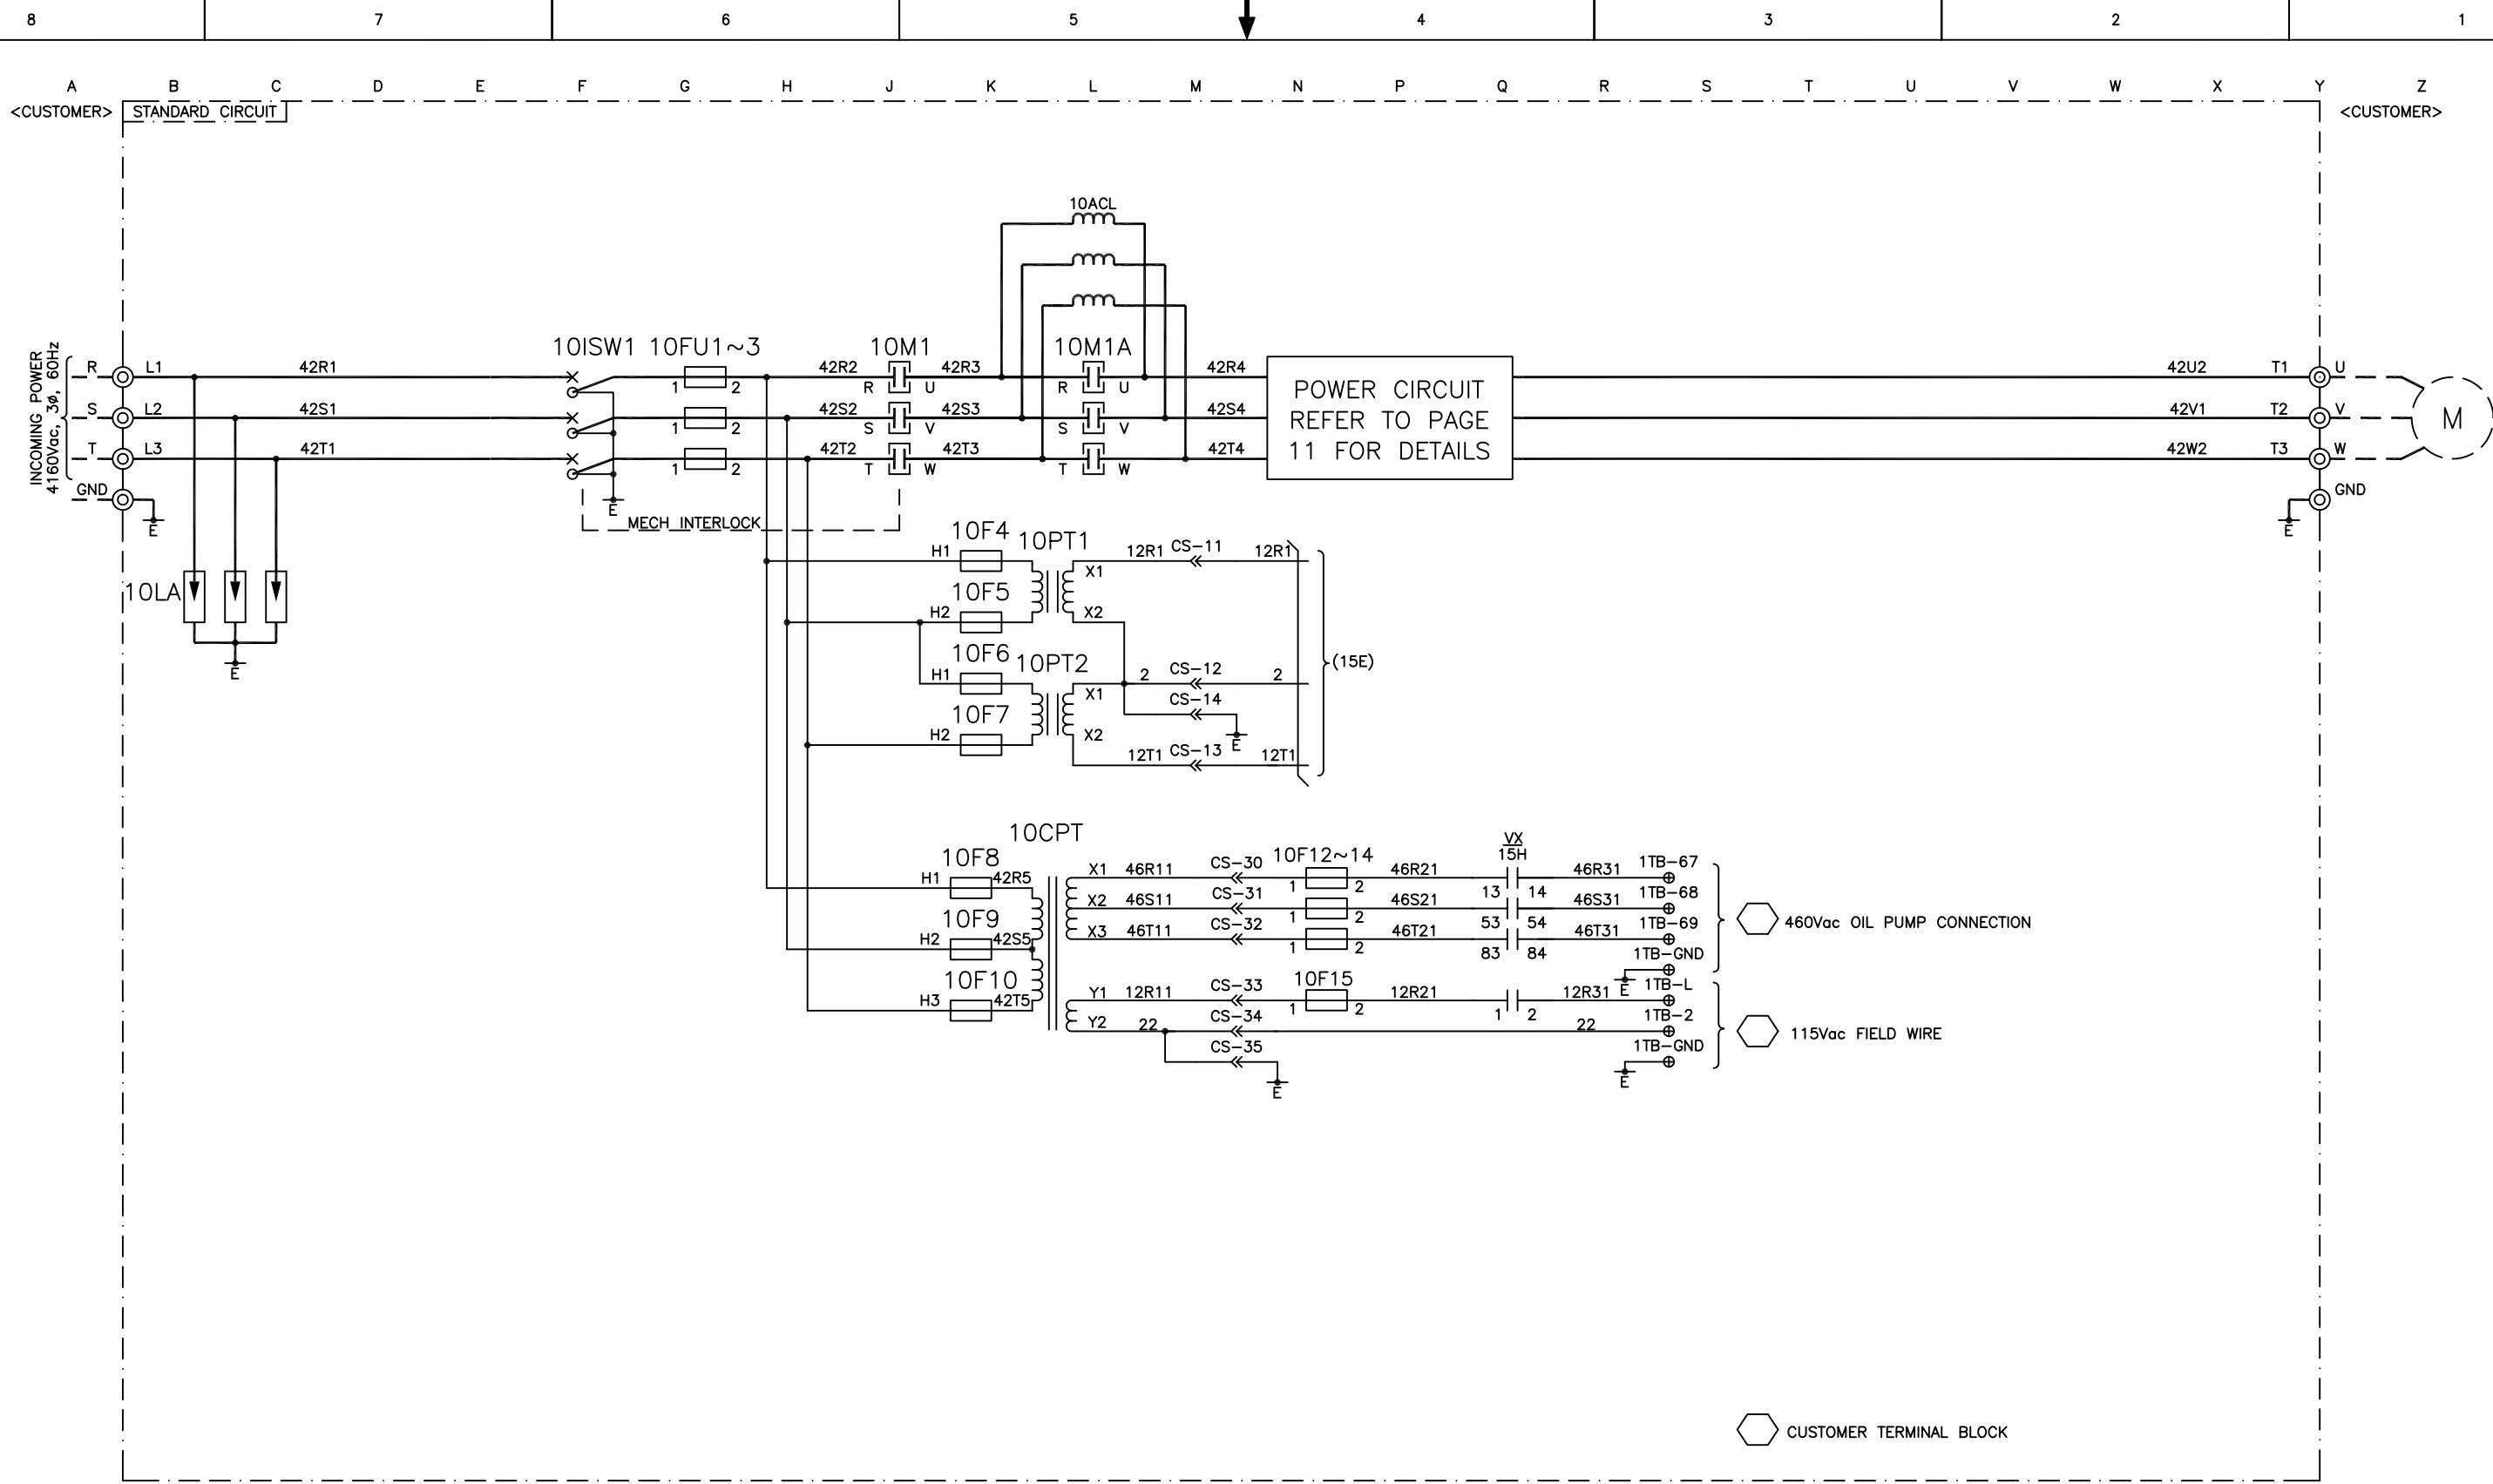 8 7 6 5 4 3 2 1
A B C D E F G H J K L M N P Q R S T U V W X Y Z
<CUSTOMER> STANDARD CIRCUIT <CUSTOMER>
10ACL
INCOMING POWER
4160Vac, 3Ø, 60Hz
10ISW1 10FU1~3 10M1 10M1A
R L1 42R1 42R2 42R3 42R4 42U2 T1 U
1 2 R U R U
S L2 42S1 42S2 42S3 42S4 42V1 T2 V
1 2 S V S V
T L3 42T1 42T2 42T3 42T4 42W2 T3 W
1 2 T W T W
POWER CIRCUIT
REFER TO PAGE
11 FOR DETAILS
M
GND GND
E E E
MECH INTERLOCK
10F4 10PT1
H1 12R1 CS-11 12R1
X1
10LA 10F5
H2 X2
10F6 10PT2 (15E)
E H1 2 CS-12 2
X1
10F7 CS-14
H2 X2
E
12T1 CS-13 12T1
10CPT
VX
15H
10F8 10F12~14
H1 42R5 X1 46R11 CS-30 46R21 46R31 1TB-67
1 2 13 14
X2 46S11 CS-31 46S21 46S31 1TB-68
1 2 53 54
10F9
H2 42S5 X3 46T11 CS-32 46T21 46T31 1TB-69
1 2 83 84
460Vac OIL PUMP CONNECTION
1TB-GND
E
10F10 10F15
H3 42T5 Y1 12R11 CS-33 12R21 12R31 1TB-L
1 2 1 2
Y2 22 CS-34 22 1TB-2
115Vac FIELD WIRE
CS-35 1TB-GND
E E
CUSTOMER TERMINAL BLOCK